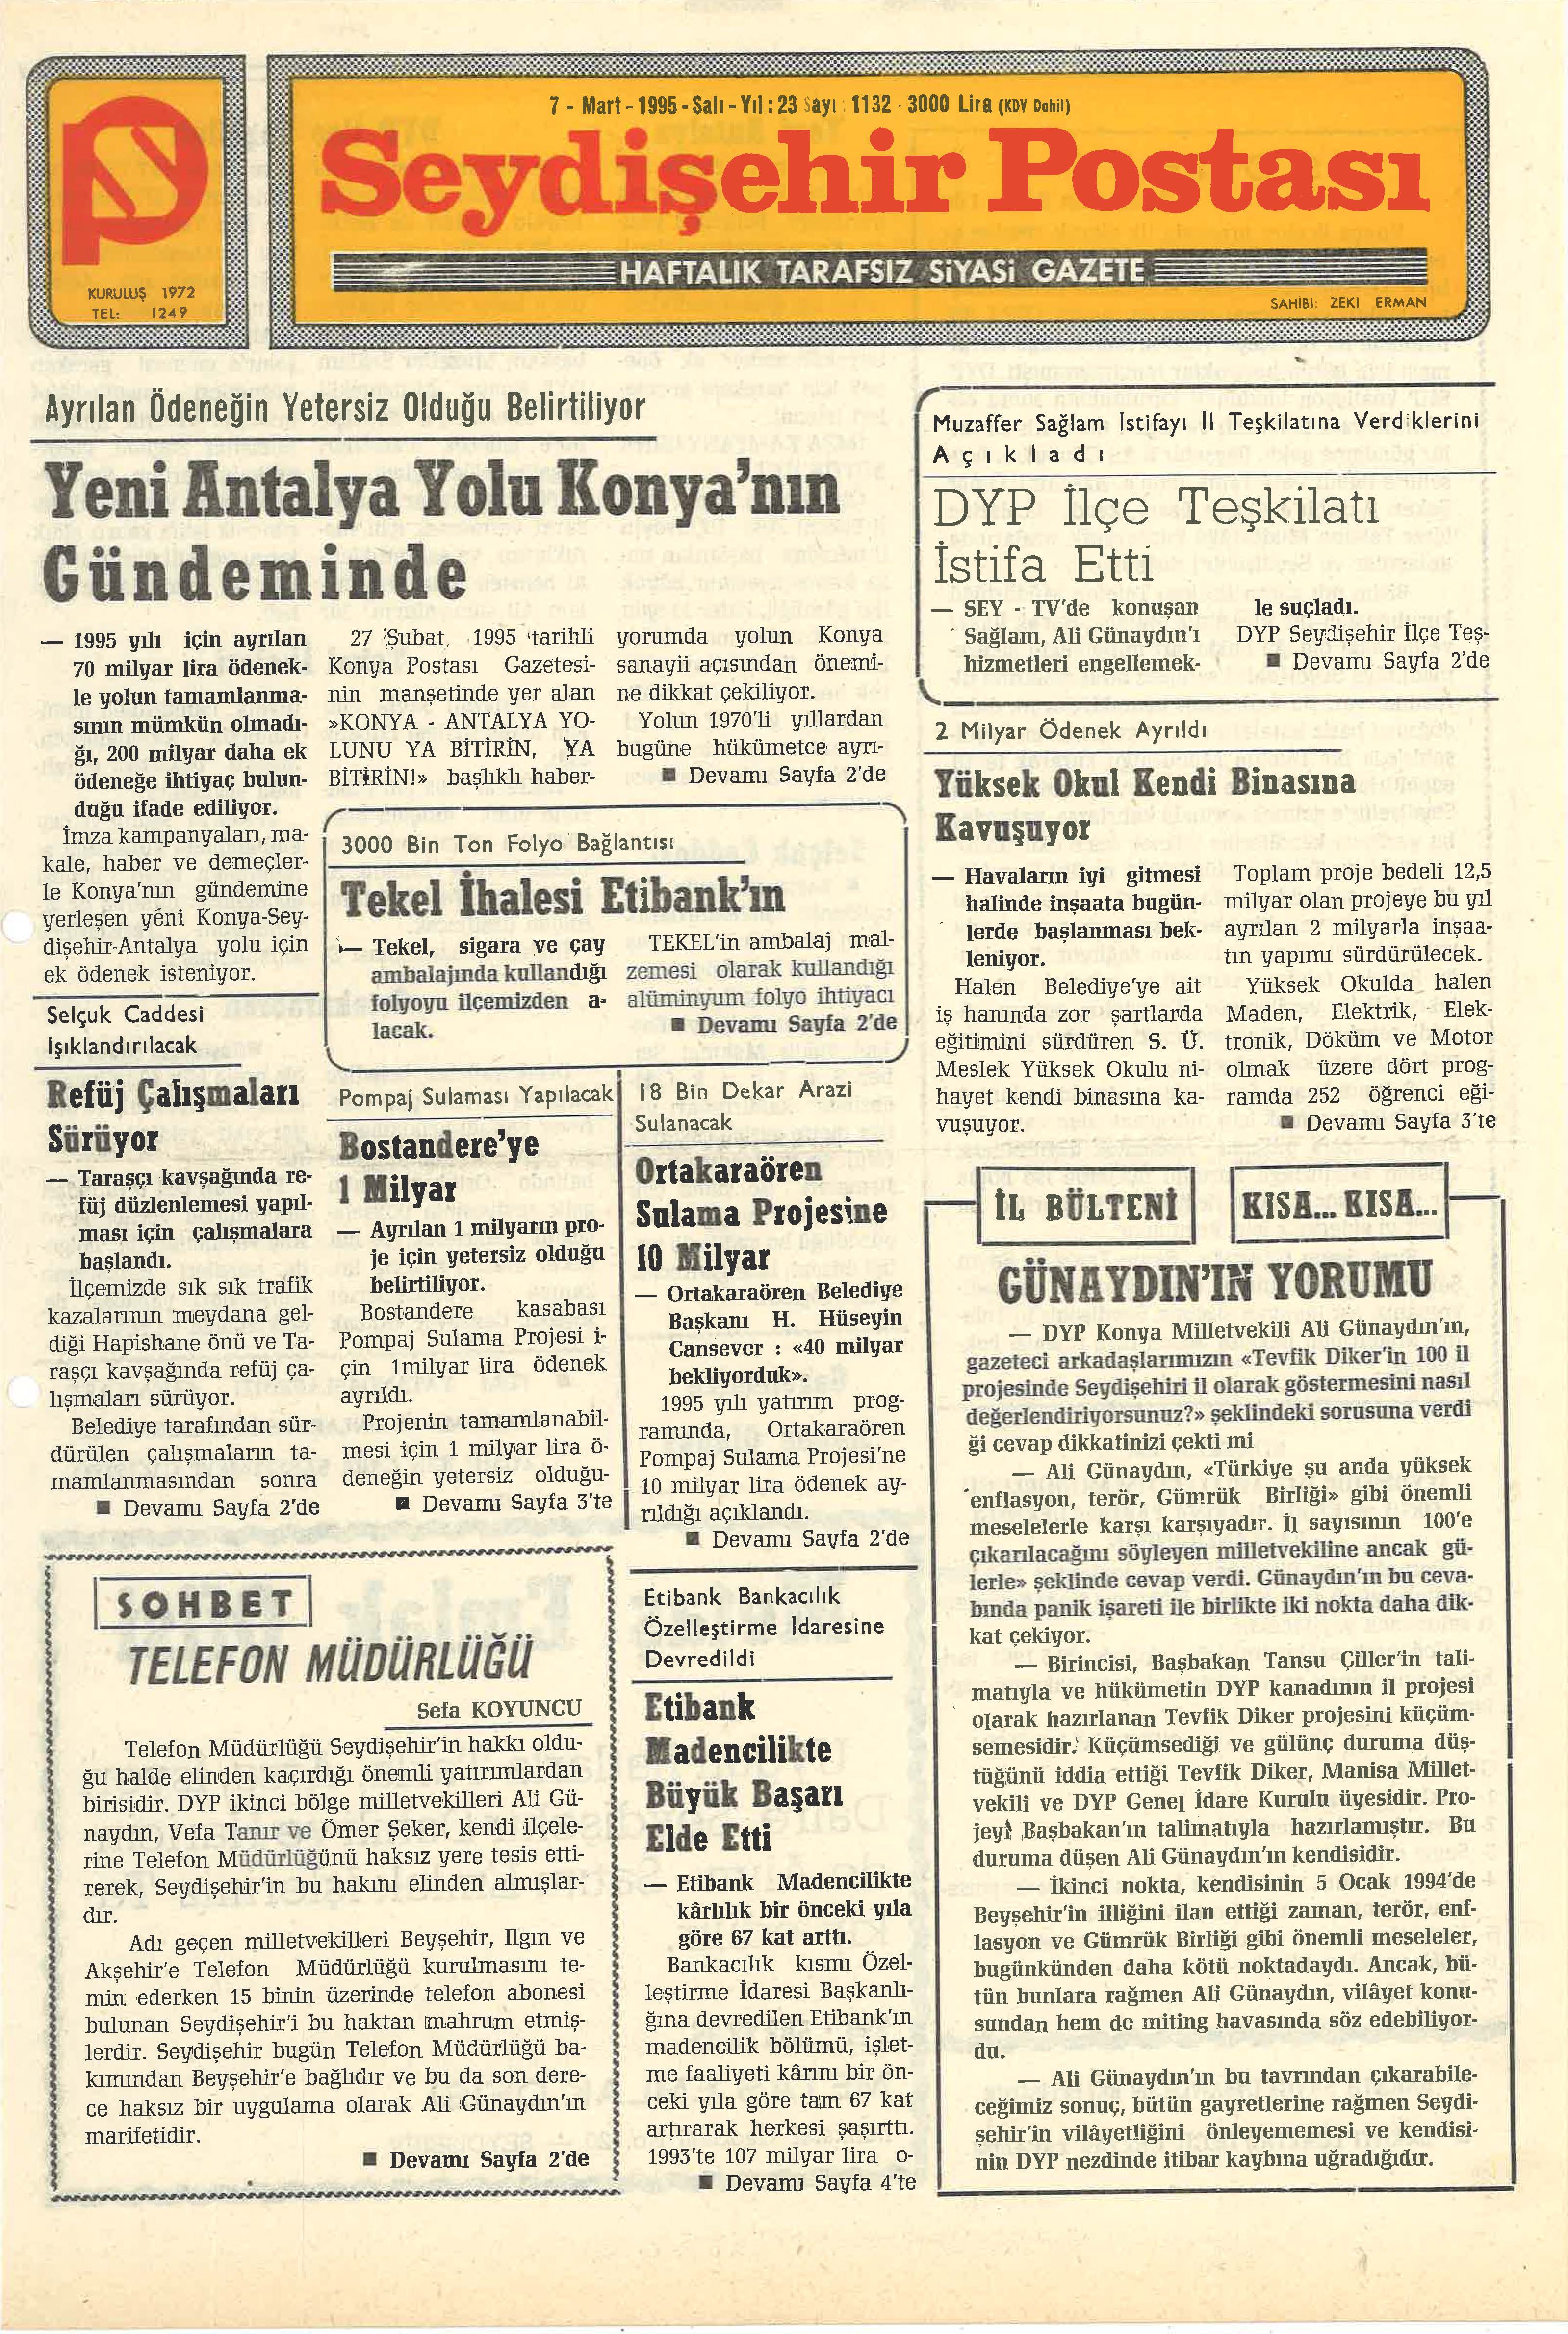 7 - Mart - 1995 - Salı - Yıl : 23 Sayı : 1132 - 3000 Lira (KDV Dahil)
Seydişehir Postası
HAFTALIK TARAFSIZ SİYASİ GAZETE
KURULUŞ 1972
TEL: 1249
SAHİBİ: ZEKI ERMAN
Ayrılan Ödeneğin Yetersiz Olduğu Belirtiliyor
Yeni Antalya Yolu Konya'nın
Gündeminde
— 1995 yılı için ayrılan
70 milyar lira ödenek-
le yolun tamamlanma-
sının mümkün olmadı-
ğı, 200 milyar daha ek
ödeneğe ihtiyaç bulun-
duğu ifade ediliyor.
İmza kampanyaları, ma-
kale, haber ve demeçler-
le Konya'nın gündemine
yerleşen yéni Konya-Sey-
dişehir-Antalya yolu için
ek ödenek isteniyor.
27 Şubat, 1995 tarihli
Konya Postası Gazetesi-
nin manşetinde yer alan
»KONYA - ANTALYA YO-
LUNU YA BİTİRİN, YA
BİTİRİN!» başlıklı haber-
yorumda yolun Konya
sanayii açısından önemi-
ne dikkat çekiliyor.
Yolun 1970'li yıllardan
bugüne hükümetce ayrı-
■ Devamı Sayfa 2'de
Muzaffer Sağlam Istifayı Il Teşkilatına Verdiklerini
Açıkladı
DYP İlçe Teşkilatı
İstifa Etti
— SEY - TV'de konuşan
Sağlam, Ali Günaydın'ı
hizmetleri engellemek-
le suçladı.
DYP Seydişehir İlçe Teş-
■ Devamı Sayfa 2'de
2 Milyar Ödenek Ayrıldı
Yüksek Okul Kendi Binasına
Kavuşuyor
— Havaların iyi gitmesi
halinde inşaata bugün-
lerde başlanması bek-
leniyor.
Halen Belediye'ye ait
iş hanında zor şartlarda
eğitimini sürdüren S. Ü.
Meslek Yüksek Okulu ni-
hayet kendi binasına ka-
vuşuyor.
Toplam proje bedeli 12,5
milyar olan projeye bu yıl
ayrılan 2 milyarla inşaa-
tın yapımı sürdürülecek.
Yüksek Okulda halen
Maden, Elektrik, Elek-
tronik, Döküm ve Motor
olmak üzere dört prog-
ramda 252 öğrenci eği-
■ Devamı Sayfa 3'te
3000 Bin Ton Folyo Bağlantısı
Tekel İhalesi Etibank'ın
— Tekel, sigara ve çay
ambalajında kullandığı
folyoyu ilçemizden a-
lacak.
TEKEL'in ambalaj mal-
zemesi olarak kullandığı
alüminyum folyo ihtiyacı
■ Devamı Sayfa 2'de
Selçuk Caddesi
Işıklandırılacak
Refüj Çalışmaları
Sürüyor
— Taraşçı kavşağında re-
füj düzlenlemesi yapıl-
ması için çalışmalara
başlandı.
İlçemizde sık sık trafik
kazalarının meydana gel-
diği Hapishane önü ve Ta-
raşçı kavşağında refüj ça-
lışmaları sürüyor.
Belediye tarafından sür-
dürülen çalışmaların ta-
mamlanmasından sonra
■ Devamı Sayfa 2'de
Pompaj Sulaması Yapılacak
Bostandere'ye
1 Milyar
— Ayrılan 1 milyarın pro-
je için yetersiz olduğu
belirtiliyor.
Bostandere kasabası
Pompaj Sulama Projesi i-
çin 1milyar lira ödenek
ayrıldı.
Projenin tamamlanabil-
mesi için 1 milyar lira ö-
deneğin yetersiz olduğu-
■ Devamı Sayfa 3'te
18 Bin Dekar Arazi
Sulanacak
Ortakaraören
Sulama Projesine
10 Milyar
— Ortakaraören Belediye
Başkanı H. Hüseyin
Cansever : «40 milyar
bekliyorduk».
1995 yılı yatırım prog-
ramında, Ortakaraören
Pompaj Sulama Projesi'ne
10 milyar lira ödenek ay-
rıldığı açıklandı.
■ Devamı Sayfa 2'de
İL BÜLTENİ
KISA... KISA...
GÜNAYDIN'IN YORUMU
— DYP Konya Milletvekili Ali Günaydın'ın,
gazeteci arkadaşlarımızın «Tevfik Diker'in 100 il
projesinde Seydişehiri il olarak göstermesini nasıl
değerlendiriyorsunuz?» şeklindeki sorusuna verdi
ği cevap dikkatinizi çekti mi
— Ali Günaydın, «Türkiye şu anda yüksek
enflasyon, terör, Gümrük Birliği» gibi önemli
meselelerle karşı karşıyadır. İl sayısının 100'e
çıkarılacağını söyleyen milletvekiline ancak gü-
lerle» şeklinde cevap verdi. Günaydın'ın bu ceva-
bında panik işareti ile birlikte iki nokta daha dik-
kat çekiyor.
— Birincisi, Başbakan Tansu Çiller'in tali-
matıyla ve hükümetin DYP kanadının il projesi
olarak hazırlanan Tevfik Diker projesini küçüm-
semesidir. Küçümsediği ve gülünç duruma düş-
tüğünü iddia ettiği Tevfik Diker, Manisa Millet-
vekili ve DYP Genel İdare Kurulu üyesidir. Pro-
jeyi Başbakan'ın talimatıyla hazırlamıştır. Bu
duruma düşen Ali Günaydın'ın kendisidir.
— İkinci nokta, kendisinin 5 Ocak 1994'de
Beyşehir'in illiğini ilan ettiği zaman, terör, enf-
lasyon ve Gümrük Birliği gibi önemli meseleler,
bugünkünden daha kötü noktadaydı. Ancak, bü-
tün bunlara rağmen Ali Günaydın, vilâyet konu-
sundan hem de miting havasında söz edebiliyor-
du.
— Ali Günaydın'ın bu tavrından çıkarabile-
ceğimiz sonuç, bütün gayretlerine rağmen Seydi-
şehir'in vilâyetliğini önleyememesi ve kendisi-
nin DYP nezdinde itibar kaybına uğradığıdır.
SOHBET
TELEFON MÜDÜRLÜĞÜ
Sefa KOYUNCU
Telefon Müdürlüğü Seydişehir'in hakkı oldu-
ğu halde elinden kaçırdığı önemli yatırımlardan
birisidir. DYP ikinci bölge milletvekilleri Ali Gü-
naydın, Vefa Tanır ve Ömer Şeker, kendi ilçele-
rine Telefon Müdürlüğünü haksız yere tesis etti-
rerek, Seydişehir'in bu hakını elinden almışlar-
dır.
Adı geçen milletvekilleri Beyşehir, Ilgın ve
Akşehir'e Telefon Müdürlüğü kurulmasını te-
min ederken 15 binin üzerinde telefon abonesi
bulunan Seydişehir'i bu haktan mahrum etmiş-
lerdir. Seydişehir bugün Telefon Müdürlüğü ba-
kımından Beyşehir'e bağlıdır ve bu da son dere-
ce haksız bir uygulama olarak Ali Günaydın'ın
marifetidir.
■ Devamı Sayfa 2'de
Etibank Bankacılık
Özelleştirme Idaresine
Devredildi
Etibank
Madencilikte
Büyük Başarı
Elde Etti
— Etibank Madencilikte
kârlılık bir önceki yıla
göre 67 kat arttı.
Bankacılık kısmı Özel-
leştirme İdaresi Başkanlı-
ğına devredilen Etibank'ın
madencilik bölümü, işlet-
me faaliyeti kârını bir ön-
ceki yıla göre tam 67 kat
artırarak herkesi şaşırttı.
1993'te 107 milyar lira o-
■ Devamı Sayfa 4'te